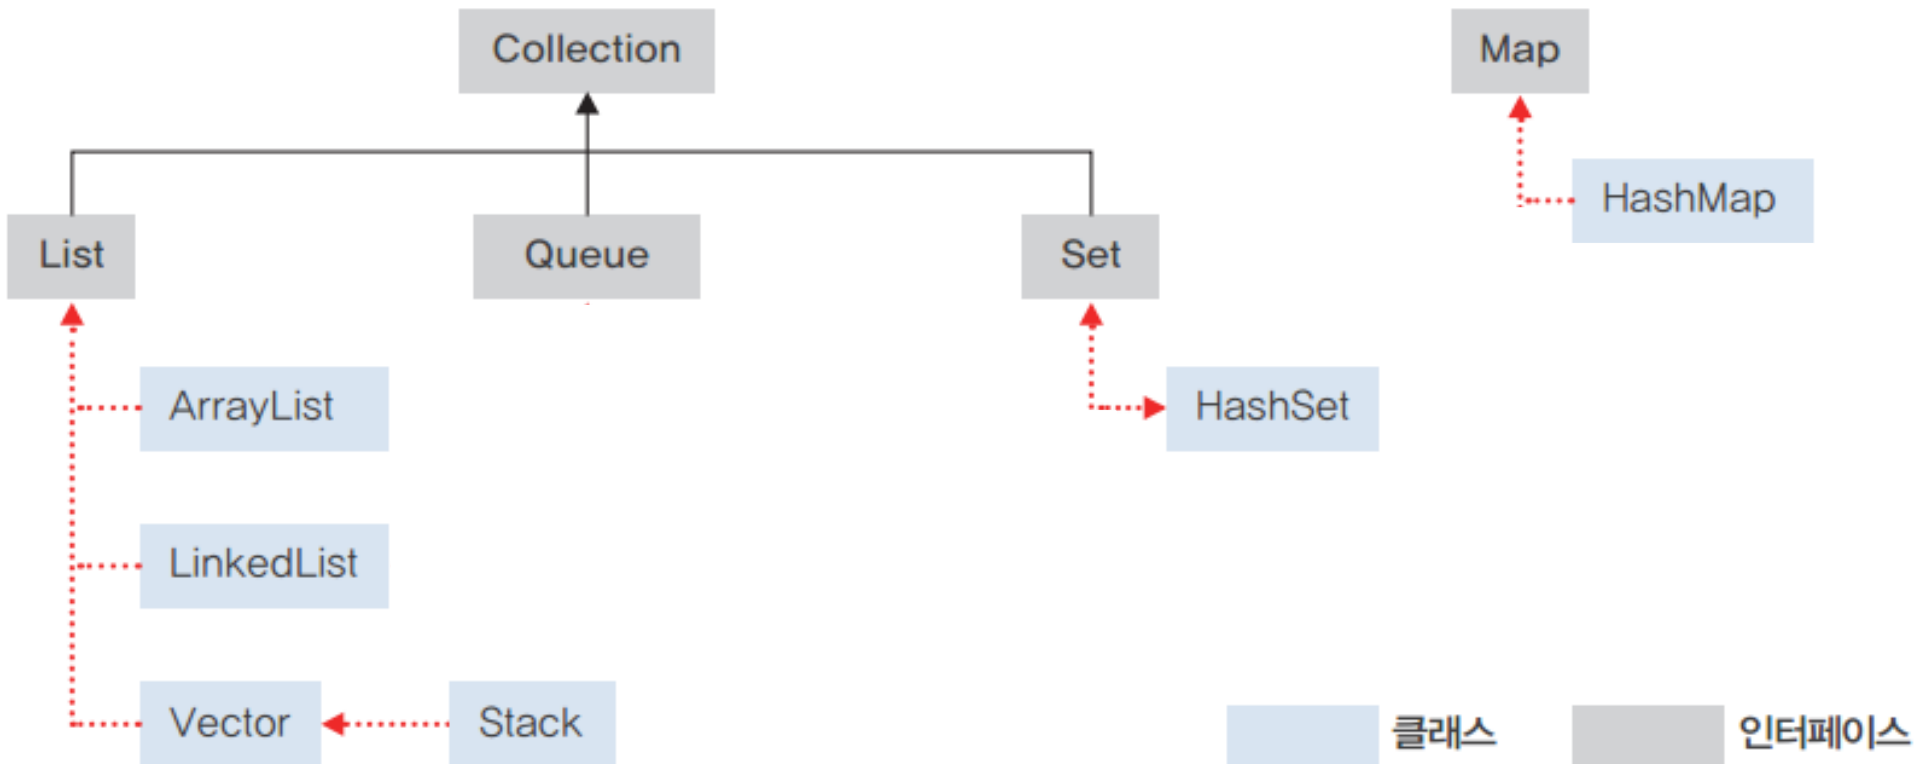 Collection
Map
HashMap
List
Queue
Set
ArrayList
HashSet
LinkedList
Vector
Stack
클래스
인터페이스